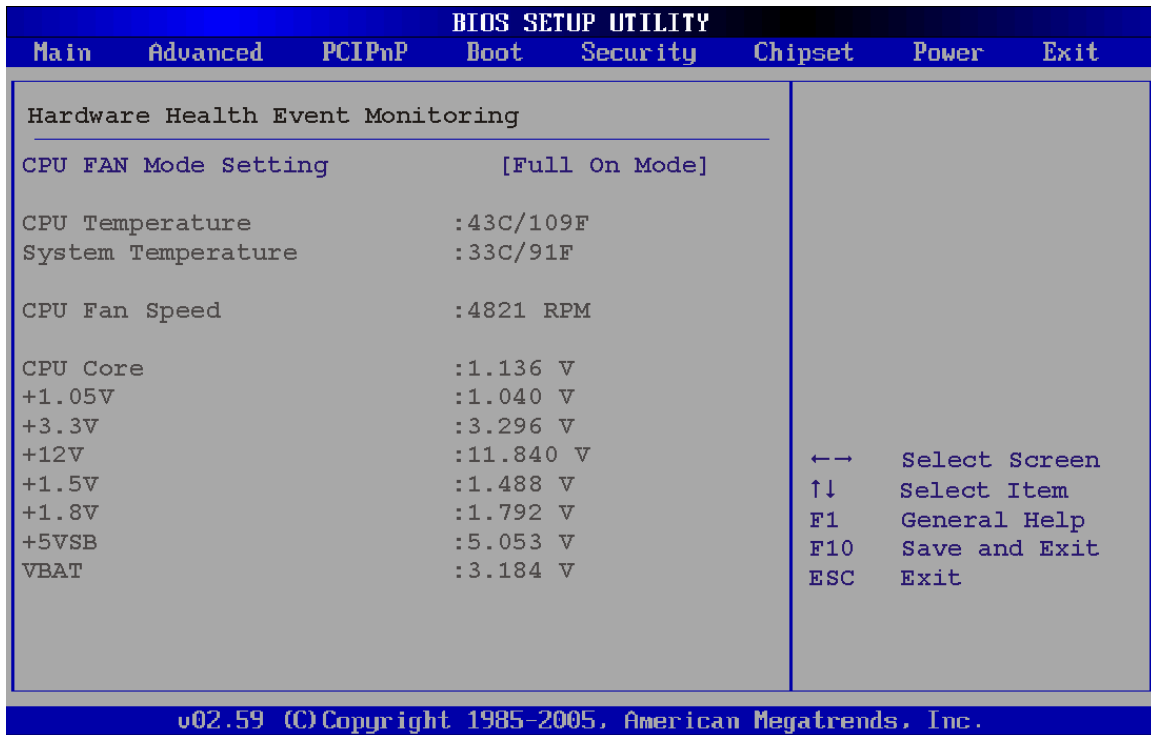 BIOS SETUP UTILITY
Main Advanced PCIPnP Boot Security Chipset Power Exit
Hardware Health Event Monitoring
CPU FAN Mode Setting [Full On Mode]
CPU Temperature :43C/109F
System Temperature :33C/91F
CPU Fan Speed :4821 RPM
CPU Core :1.136 V
+1.05V :1.040 V
+3.3V :3.296 V
+12V :11.840 V
+1.5V :1.488 V
+1.8V :1.792 V
+5VSB :5.053 V
VBAT :3.184 V
←→ Select Screen
↑↓ Select Item
F1 General Help
F10 Save and Exit
ESC Exit
v02.59 (C)Copyright 1985-2005, American Megatrends, Inc.